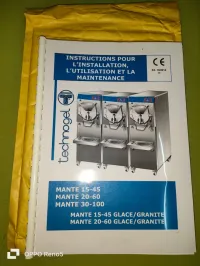 INSTRUCTIONS POUR
L'INSTALLATION,
L'UTILISATION ET LA
MAINTENANCE
CE
technogel
MANTE 15-45
MANTE 20-60
MANTE 30-100
MANTE 15-45 GLACE/GRANITE
MANTE 20-60 GLACE/GRANITE
OPPO Reno5